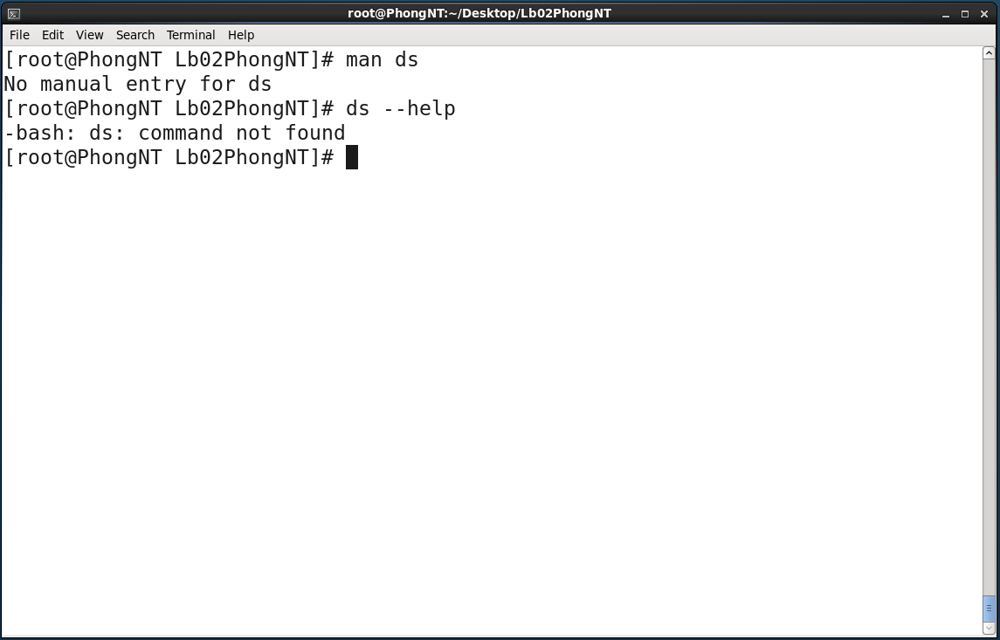 root@PhongNT:~/Desktop/Lb02PhongNT
File Edit View Search Terminal Help
[root@PhongNT Lb02PhongNT]# man ds
No manual entry for ds
[root@PhongNT Lb02PhongNT]# ds --help
-bash: ds: command not found
[root@PhongNT Lb02PhongNT]#